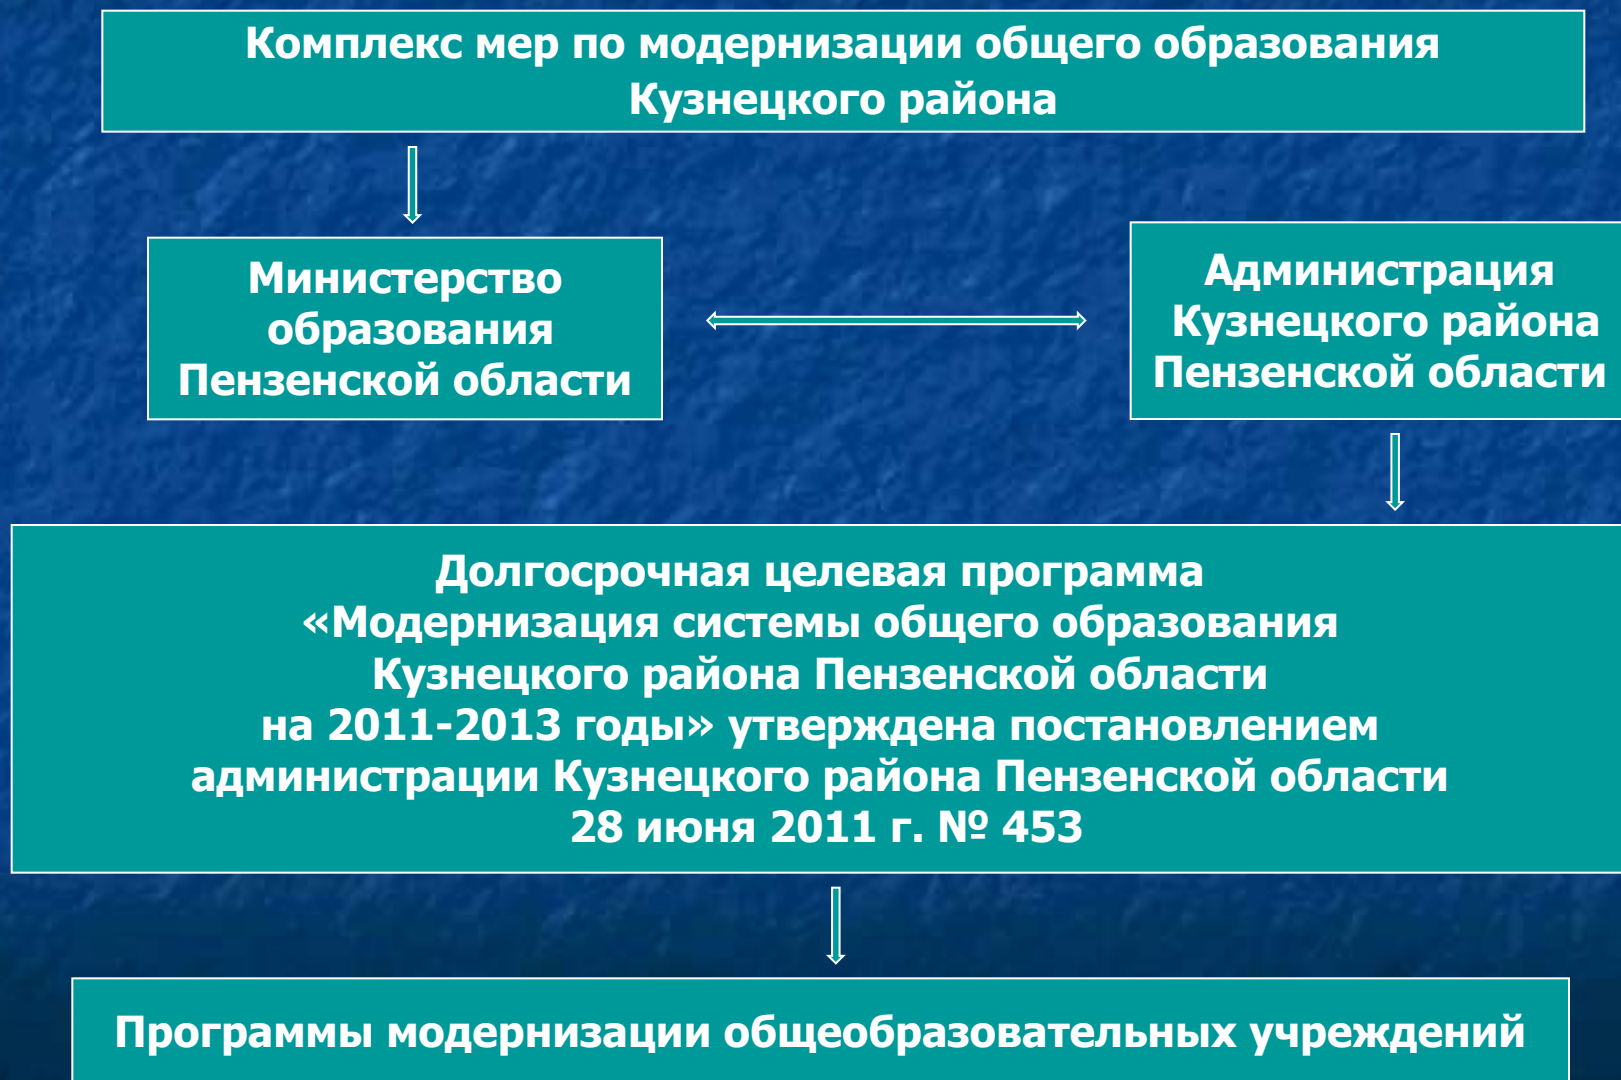 Комплекс мер по модернизации общего образования
Кузнецкого района
Министерство
образования
Пензенской области
Администрация
Кузнецкого района
Пензенской области
Долгосрочная целевая программа
«Модернизация системы общего образования
Кузнецкого района Пензенской области
на 2011-2013 годы» утверждена постановлением
администрации Кузнецкого района Пензенской области
28 июня 2011 г. № 453
Программы модернизации общеобразовательных учреждений